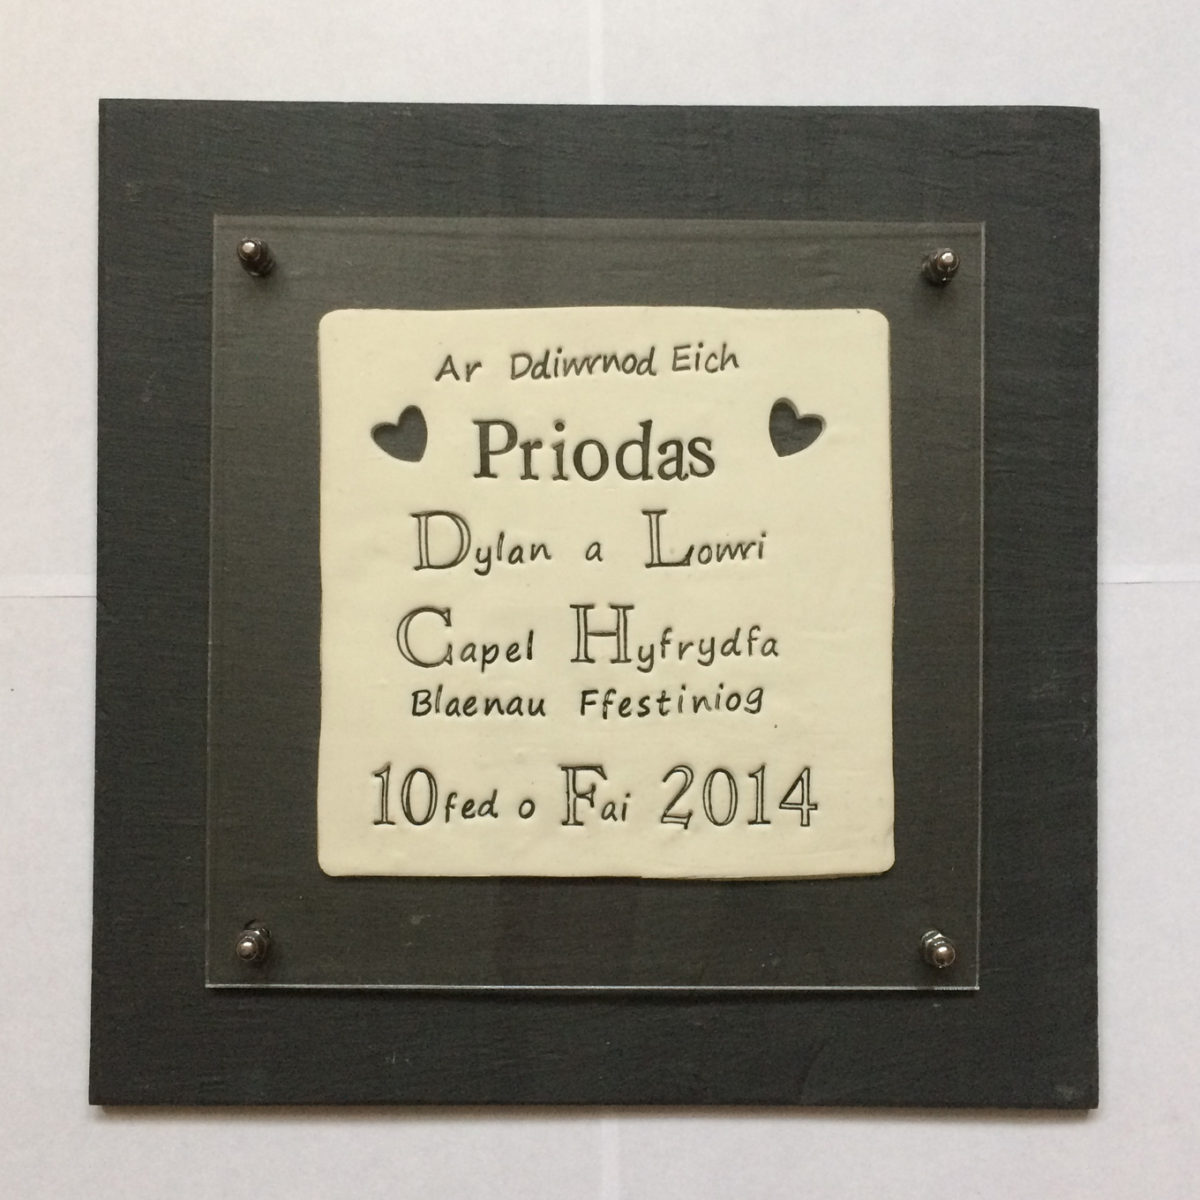 Ar Ddiwrnod Eich
Priodas
Dylan a Lowri
Capel Hyfrydfa
Blaenau Ffestiniog
10fed o Fai 2014